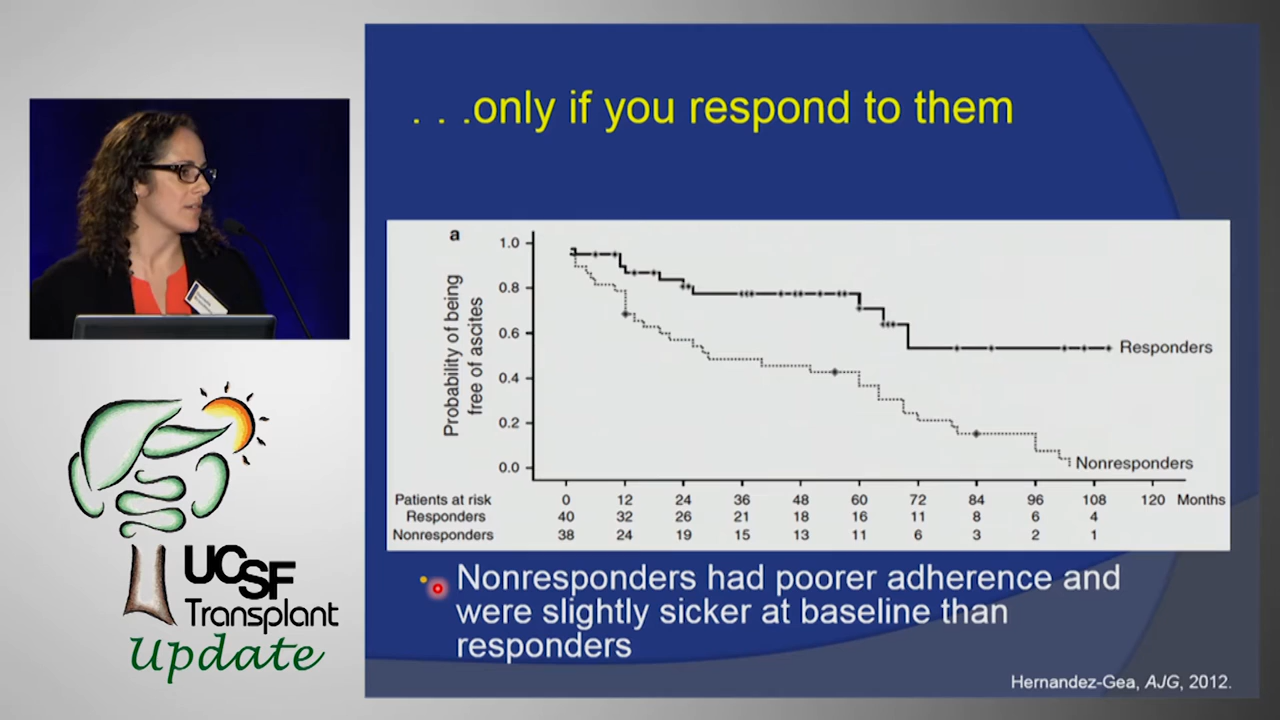 . . .only if you respond to them
a
Probability of being
free of ascites
1.0
0.8
0.6
0.4
0.2
0.0
Responders
Nonresponders
Patients at risk 0 12 24 36 48 60 72 84 96 108 120 Months
Responders 40 32 26 21 18 16 11 8 6 4
Nonresponders 38 24 19 15 13 11 6 3 2 1
• Nonresponders had poorer adherence and
were slightly sicker at baseline than
responders
Hernandez-Gea, AJG, 2012.
UCSF
Transplant
Update